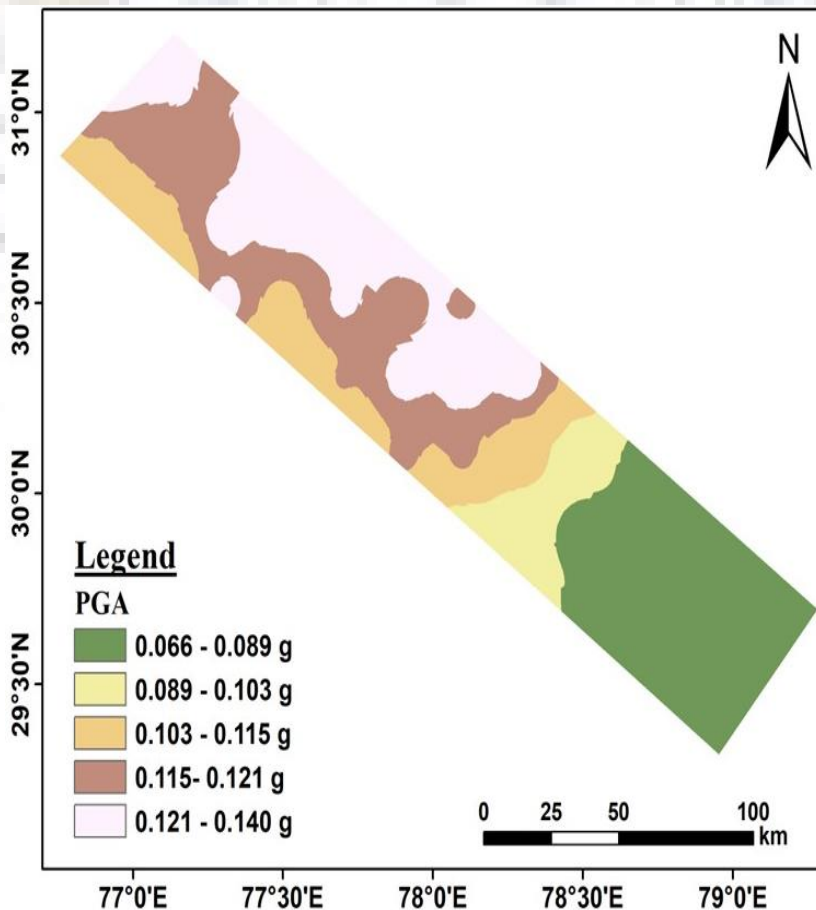 N
31°0'N
30°30'N
30°0'N
29°30'N
Legend
PGA
0.066 - 0.089 g
0.089 - 0.103 g
0.103 - 0.115 g
0.115- 0.121 g
0.121 - 0.140 g
0 25 50 100
km
77°0'E 77°30'E 78°0'E 78°30'E 79°0'E